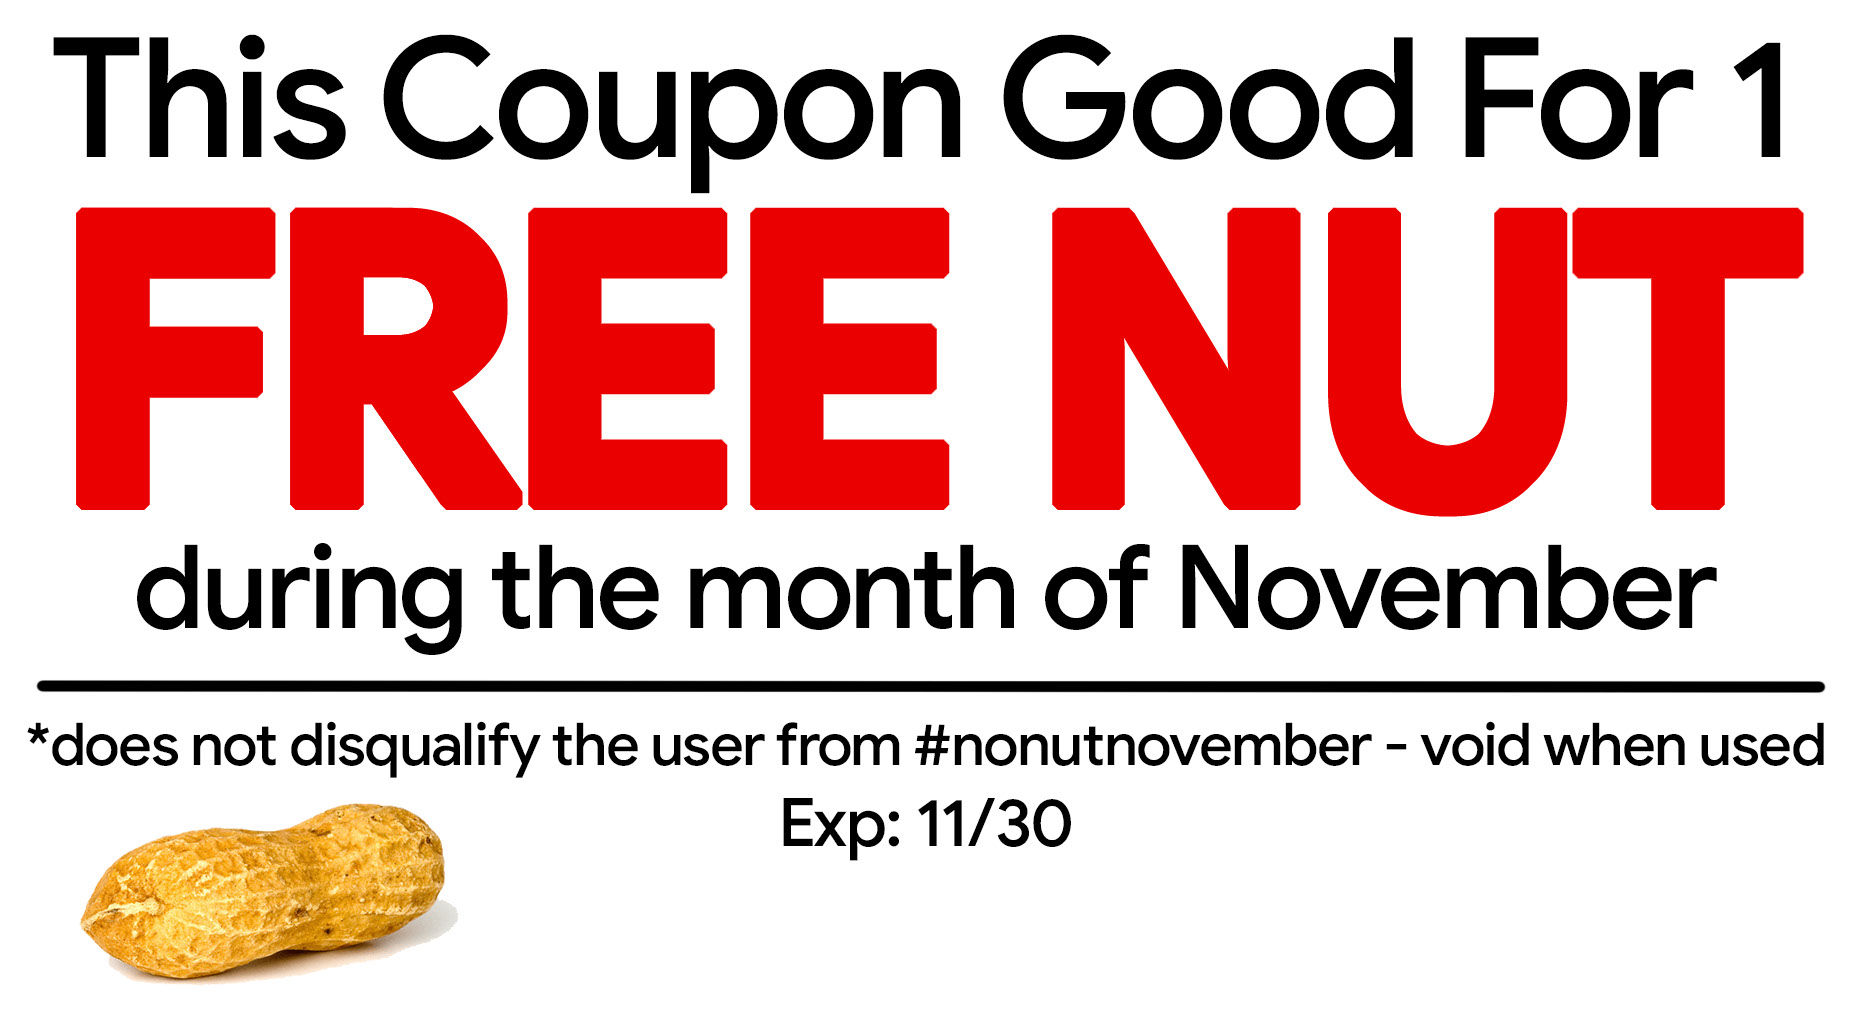 This Coupon Good For 1
FREE NUT
during the month of November
*does not disqualify the user from #nonutnovember - void when used
Exp: 11/30